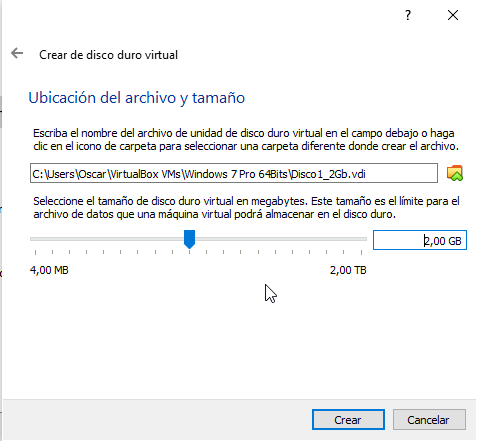 ?
Crear de disco duro virtual
Ubicación del archivo y tamaño
Escriba el nombre del archivo de unidad de disco duro virtual en el campo debajo o haga
clic en el icono de carpeta para seleccionar una carpeta diferente donde crear el archivo.
C:\Users\Oscar\VirtualBox VMs\Windows 7 Pro 64Bits\Disco1_2Gb.vdi
Seleccione el tamaño de disco duro virtual en megabytes. Este tamaño es el límite para el
archivo de datos que una máquina virtual podrá almacenar en el disco duro.
2,00 GB
4,00 MB 2,00 TB
Crear Cancelar